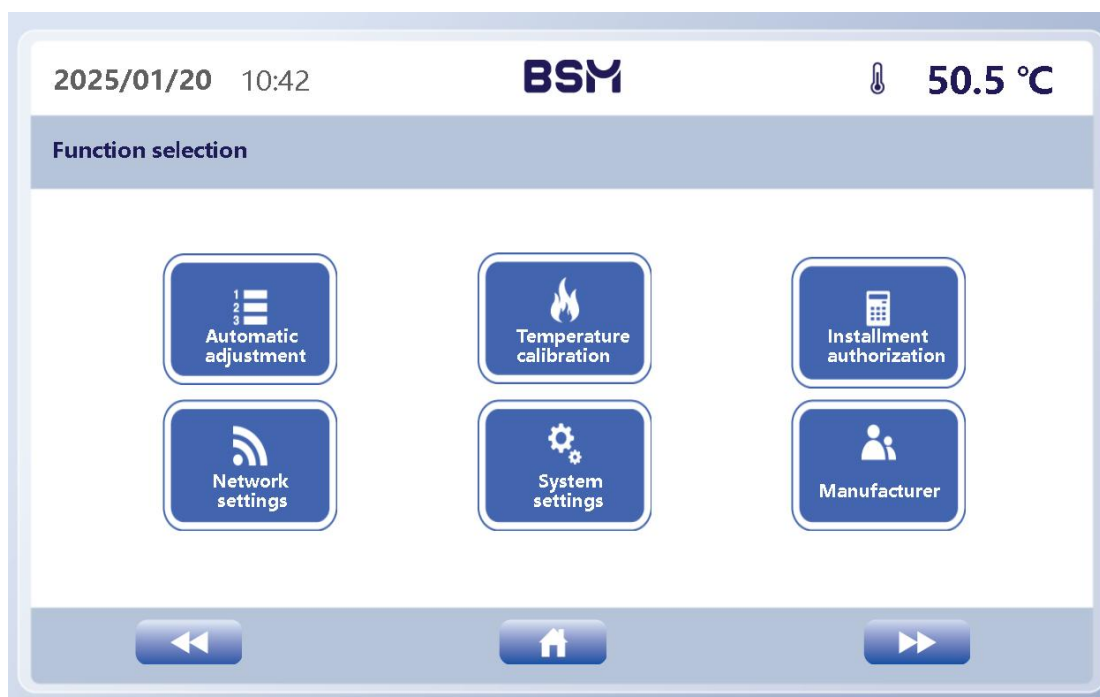 2025/01/20 10:42 BSM 50.5 °C
Function selection
1
2
3
Automatic
adjustment
Temperature
calibration
Installment
authorization
Network
settings
System
settings
Manufacturer